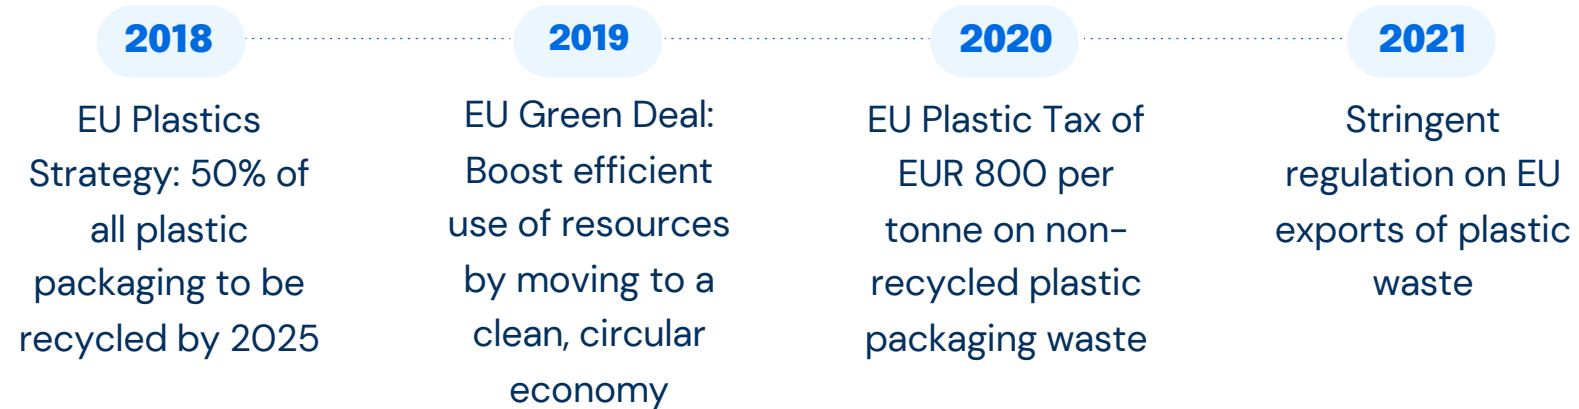 2018
EU Plastics
Strategy: 50% of
all plastic
packaging to be
recycled by 2025
2019
EU Green Deal:
Boost efficient
use of resources
by moving to a
clean, circular
economy
2020
EU Plastic Tax of
EUR 800 per
tonne on non-
recycled plastic
packaging waste
2021
Stringent
regulation on EU
exports of plastic
waste